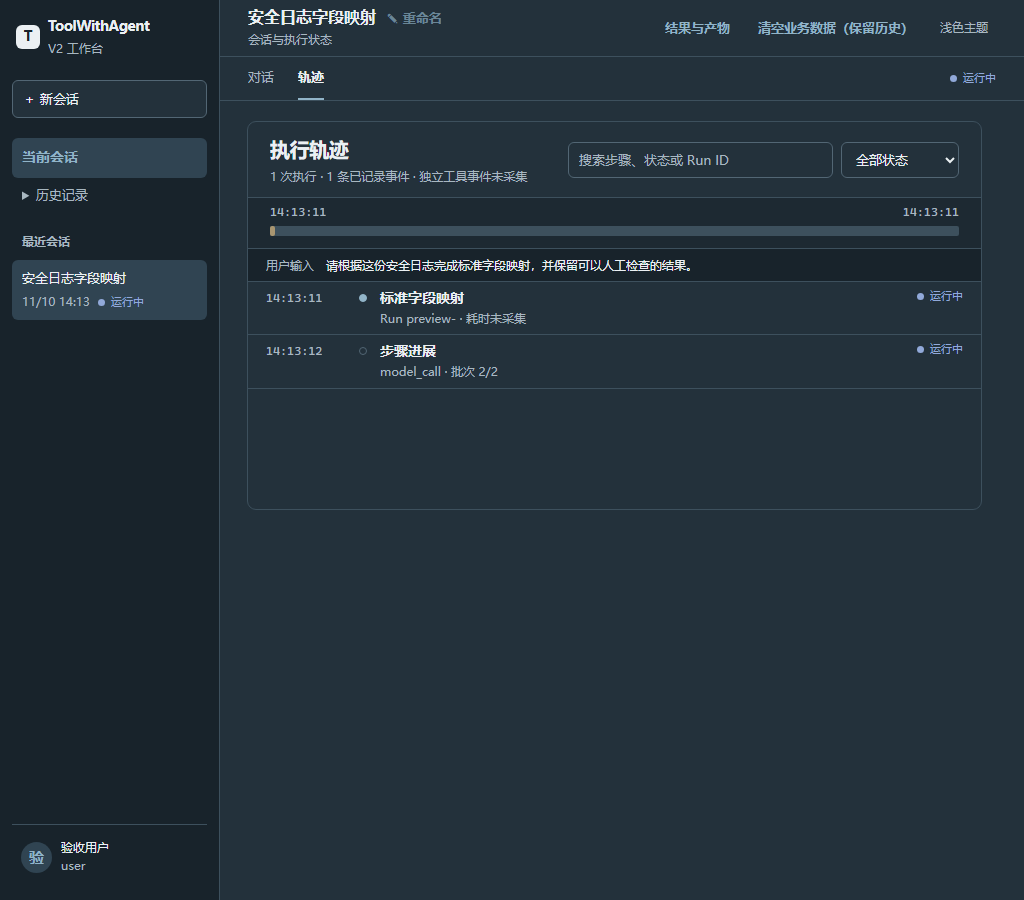 T
ToolWithAgent
V2 工作台
+ 新会话
当前会话
▶ 历史记录
最近会话
安全日志字段映射
11/10 14:13 ● 运行中
验
验收用户
user
安全日志字段映射 ✎ 重命名
会话与执行状态
结果与产物 清空业务数据（保留历史） 浅色主题
对话 轨迹 ● 运行中
执行轨迹
1 次执行 · 1 条已记录事件 · 独立工具事件未采集
搜索步骤、状态或 Run ID 全部状态
14:13:11 14:13:11
用户输入 请根据这份安全日志完成标准字段映射，并保留可以人工检查的结果。
14:13:11 标准字段映射 ● 运行中
Run preview- · 耗时未采集
14:13:12 步骤进展 ● 运行中
model_call · 批次 2/2